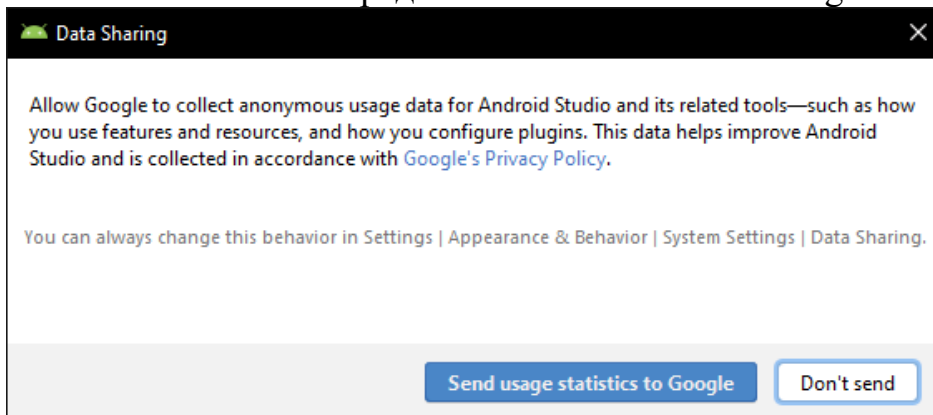 Data Sharing
Allow Google to collect anonymous usage data for Android Studio and its related tools—such as how
you use features and resources, and how you configure plugins. This data helps improve Android
Studio and is collected in accordance with Google's Privacy Policy.
You can always change this behavior in Settings | Appearance & Behavior | System Settings | Data Sharing.
Send usage statistics to Google
Don't send